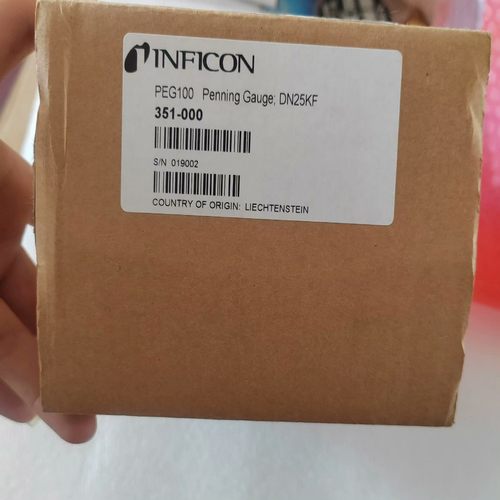 INFICON
PEG100 Penning Gauge; DN25KF
351-000
S/N 019002
COUNTRY OF ORIGIN: LIECHTENSTEIN